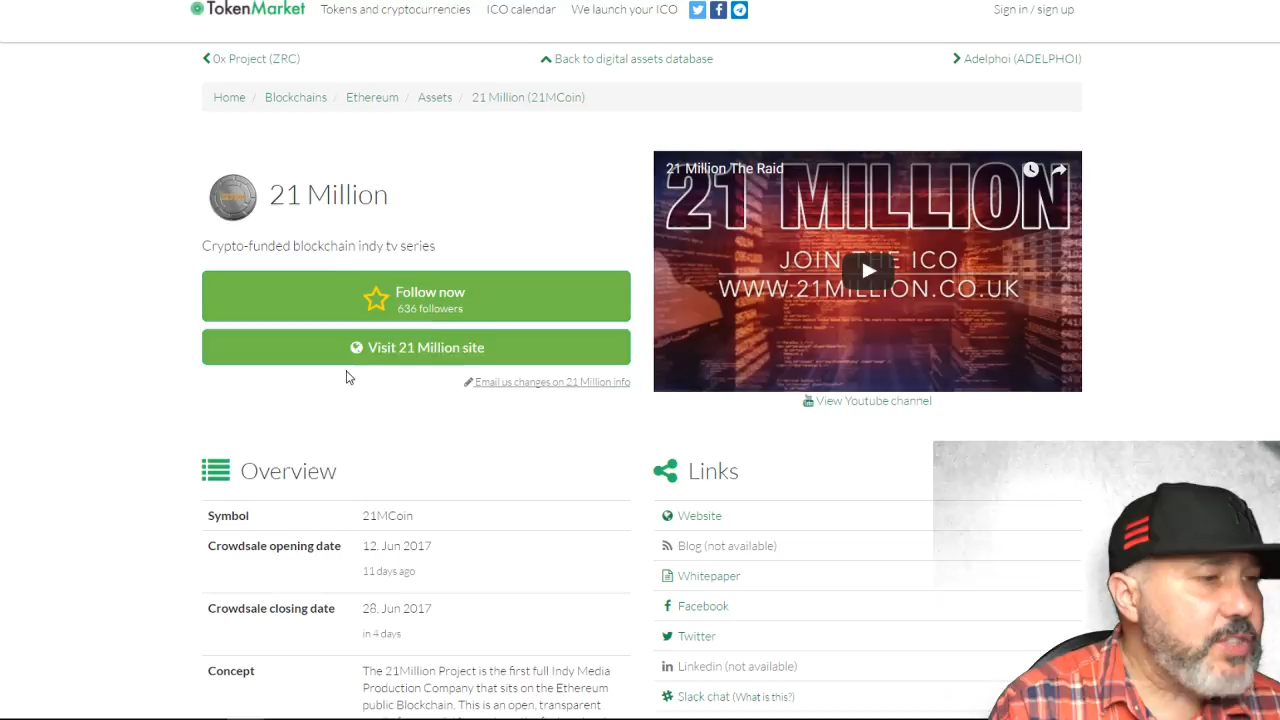 TokenMarket Tokens and cryptocurrencies ICO calendar We launch your ICO Sign in / sign up
0x Project (ZRC) Back to digital assets database Adelphoi (ADELPHOI)
Home / Blockchains / Ethereum / Assets / 21 Million (21MCoin)
21 Million
Crypto-funded blockchain indy tv series
Follow now
636 followers
Visit 21 Million site
Email us changes on 21 Million info
21 Million The Raid
21 MILLION
JOIN THE ICO
WWW.21MILLION.CO.UK
View Youtube channel
Overview
Symbol 21MCoin
Crowdsale opening date 12. Jun 2017
11 days ago
Crowdsale closing date 28. Jun 2017
in 4 days
Concept The 21Million Project is the first full Indy Media
Production Company that sits on the Ethereum
public Blockchain. This is an open, transparent
Links
Website
Blog (not available)
Whitepaper
Facebook
Twitter
Linkedin (not available)
Slack chat (What is this?)